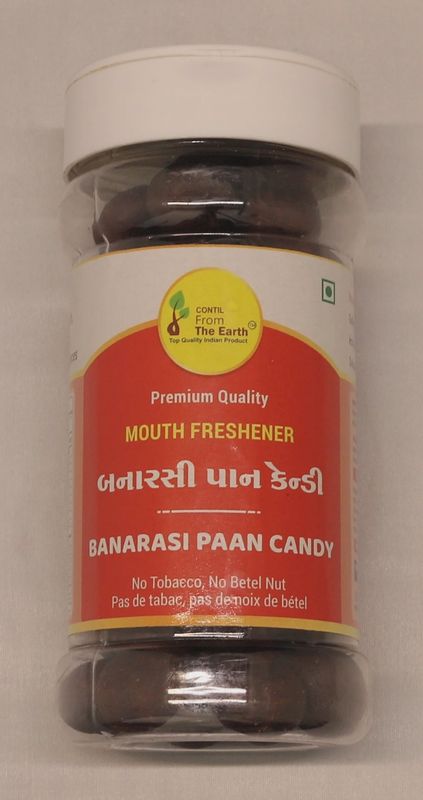 CONTIL
From
The Earth
TM
Top Quality Indian Product
Premium Quality
MOUTH FRESHENER
બનારસી પાન કેન્ડી
BANARASI PAAN CANDY
No Tobacco, No Betel Nut
Pas de tabac, pas de noix de bétel